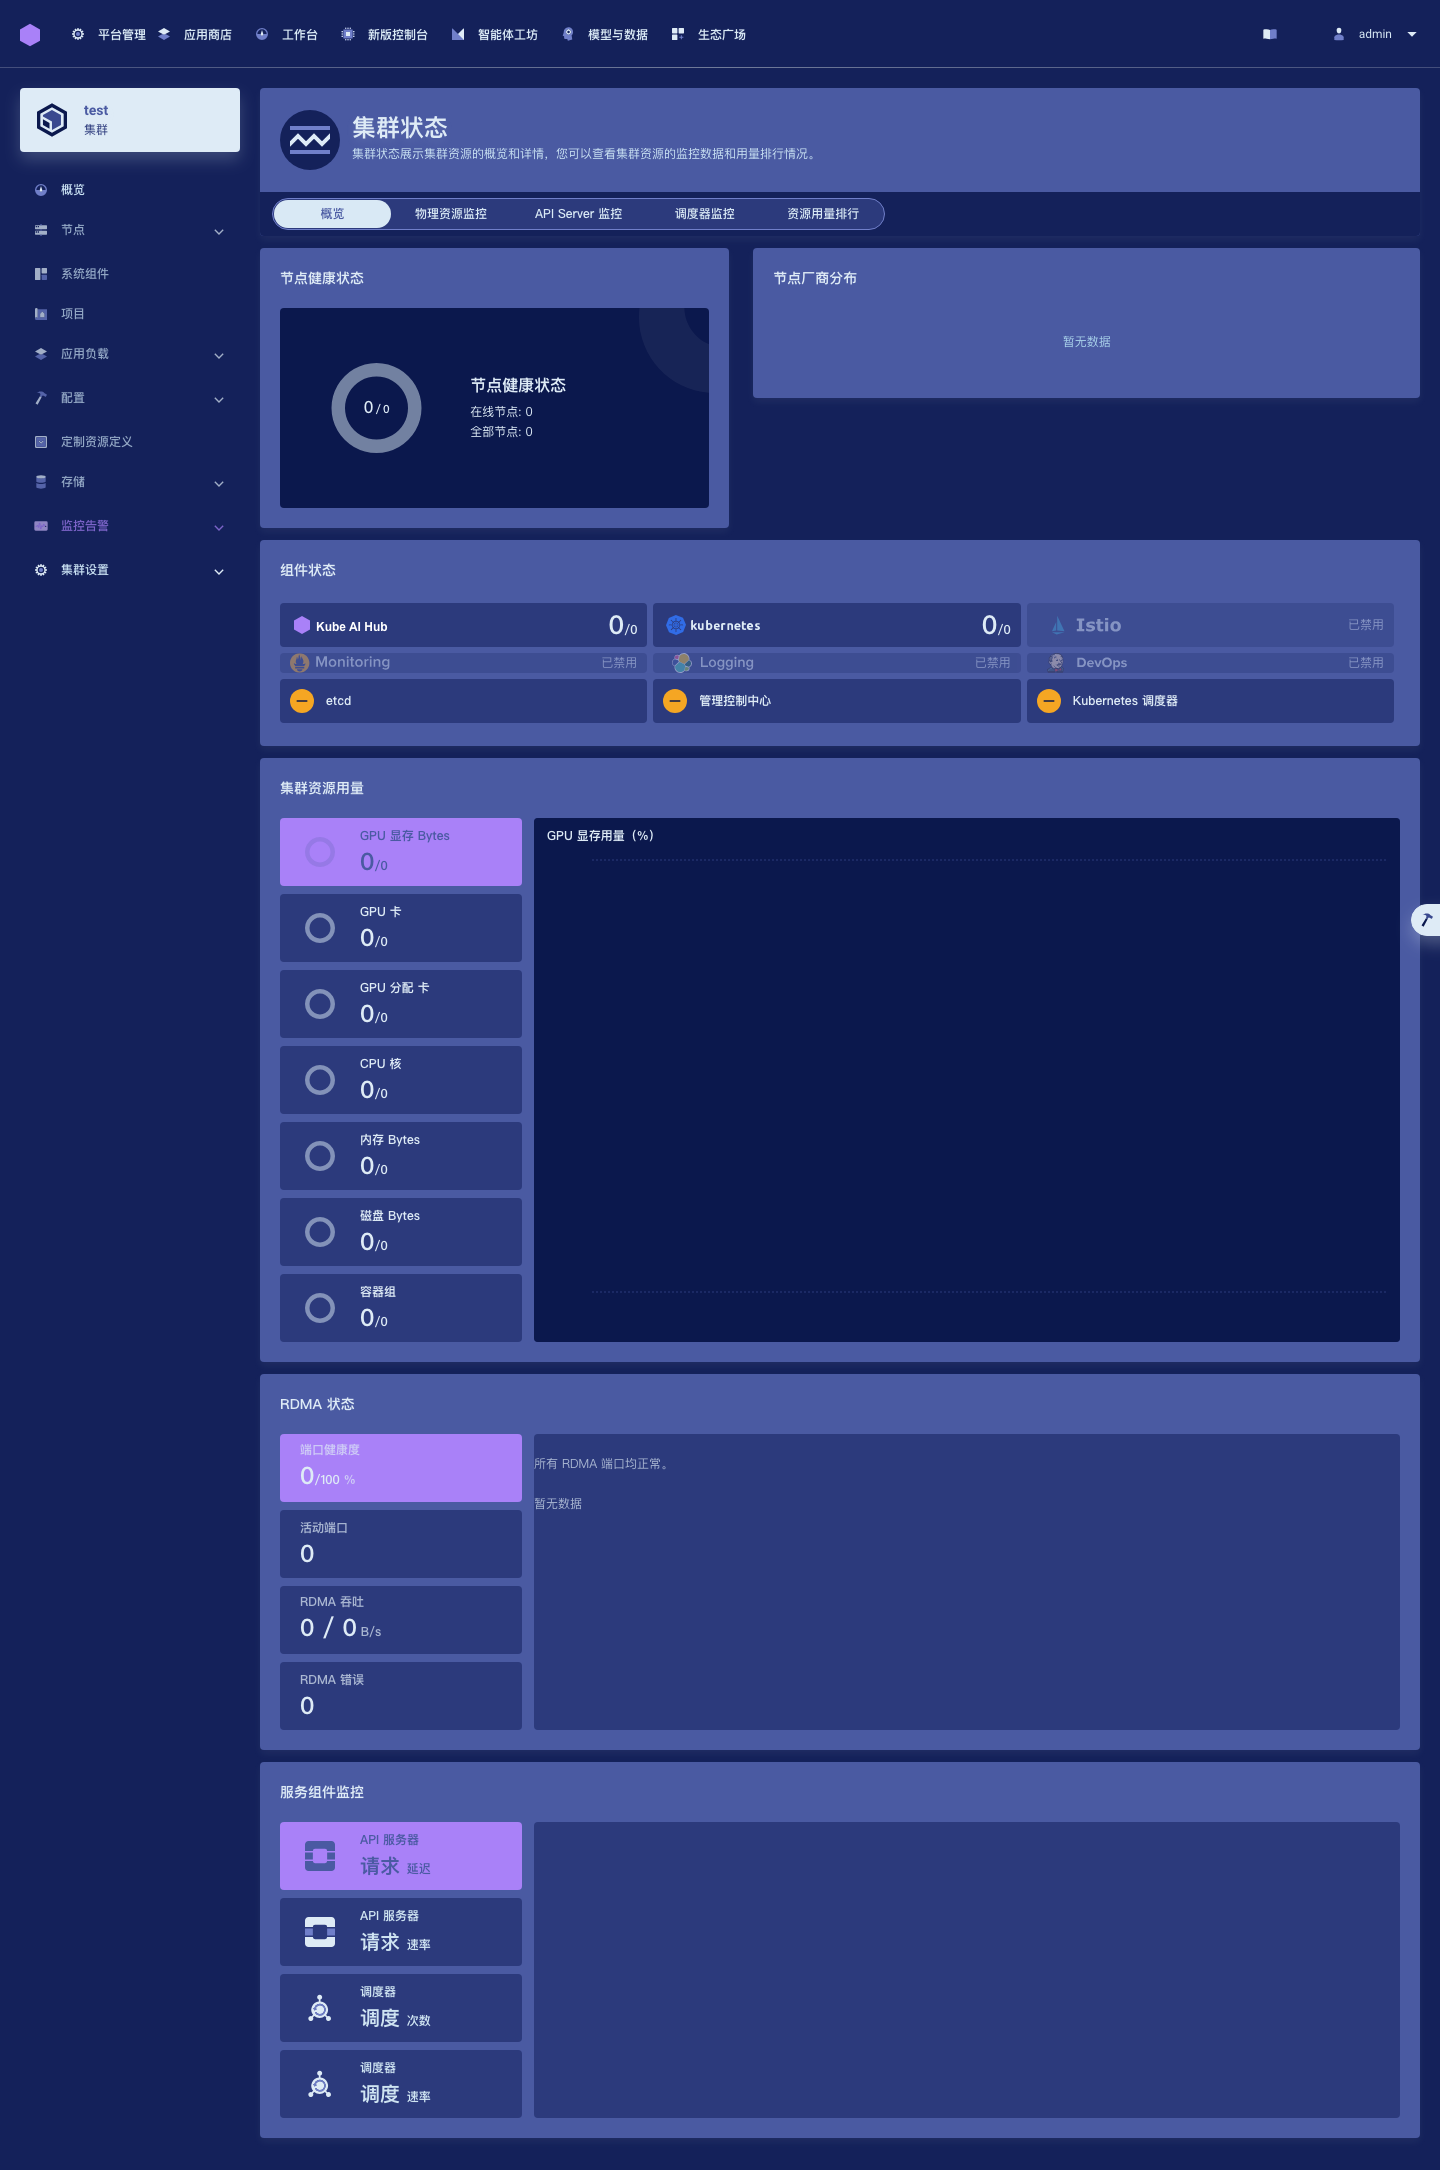 平台管理 应用商店 工作台 新版控制台 智能体工坊 模型与数据 生态广场 admin
test
集群
概览
节点
系统组件
项目
应用负载
配置
定制资源定义
存储
监控告警
集群设置
集群状态
集群状态展示集群资源的概览和详情，您可以查看集群资源的监控数据和用量排行情况。
概览 物理资源监控 API Server 监控 调度器监控 资源用量排行
节点健康状态
0 / 0
节点健康状态
在线节点: 0
全部节点: 0
节点厂商分布
暂无数据
组件状态
Kube AI Hub 0/0 kubernetes 0/0 Istio 已禁用
Monitoring 已禁用 Logging 已禁用 DevOps 已禁用
etcd 管理控制中心 Kubernetes 调度器
集群资源用量
GPU 显存 Bytes
0/0
GPU 卡
0/0
GPU 分配 卡
0/0
CPU 核
0/0
内存 Bytes
0/0
磁盘 Bytes
0/0
容器组
0/0
GPU 显存用量（%）
RDMA 状态
端口健康度
0/100 %
活动端口
0
RDMA 吞吐
0 / 0 B/s
RDMA 错误
0
所有 RDMA 端口均正常。
暂无数据
服务组件监控
API 服务器
请求 延迟
API 服务器
请求 速率
调度器
调度 次数
调度器
调度 速率